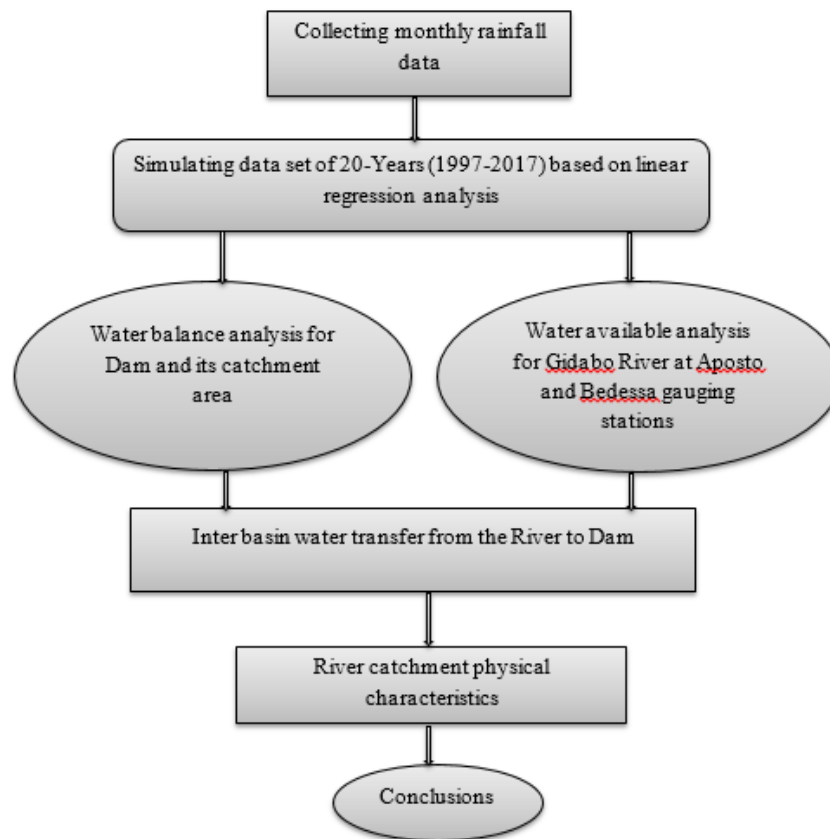 Collecting monthly rainfall
data
Simulating data set of 20-Years (1997-2017) based on linear
regression analysis
Water balance analysis for
Dam and its catchment
area
Water available analysis
for Gidabo River at Aposto
and Bedessa gauging
stations
Inter basin water transfer from the River to Dam
River catchment physical
characteristics
Conclusions